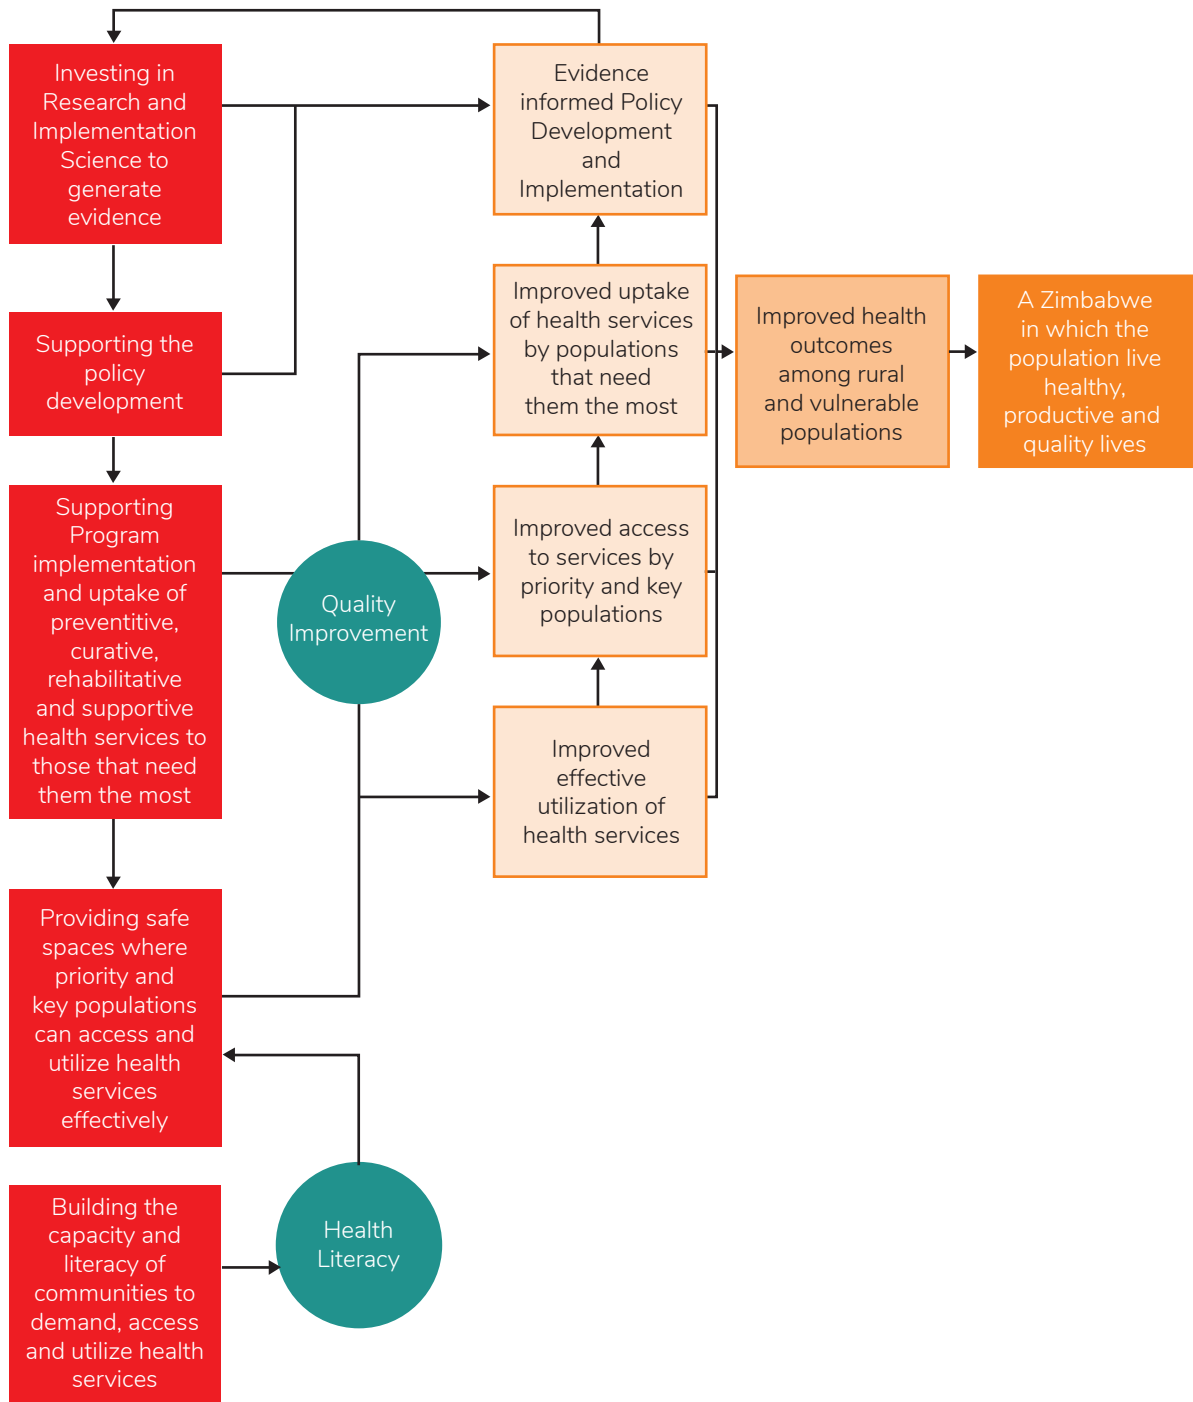 Investing in
Research and
Implementation
Science to
generate
evidence
Supporting the
policy
development
Supporting
Program
implementation
and uptake of
preventitive,
curative,
rehabilitative
and supportive
health services to
those that need
them the most
Providing safe
spaces where
priority and
key populations
can access and
utilize health
services
effectively
Building the
capacity and
literacy of
communities to
demand, access
and utilize health
services
Quality
Improvement
Health
Literacy
Evidence
informed Policy
Development
and
Implementation
Improved uptake
of health services
by populations
that need
them the most
Improved access
to services by
priority and key
populations
Improved
effective
utilization of
health services
Improved health
outcomes
among rural
and vulnerable
populations
A Zimbabwe
in which the
population live
healthy,
productive and
quality lives